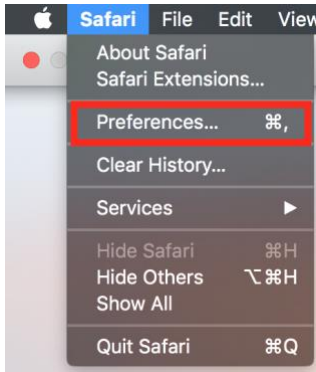 Safari File Edit View
About Safari
Safari Extensions...
Preferences... ⌘,
Clear History...
Services ▶
Hide Safari ⌘H
Hide Others ⌥⌘H
Show All
Quit Safari ⌘Q